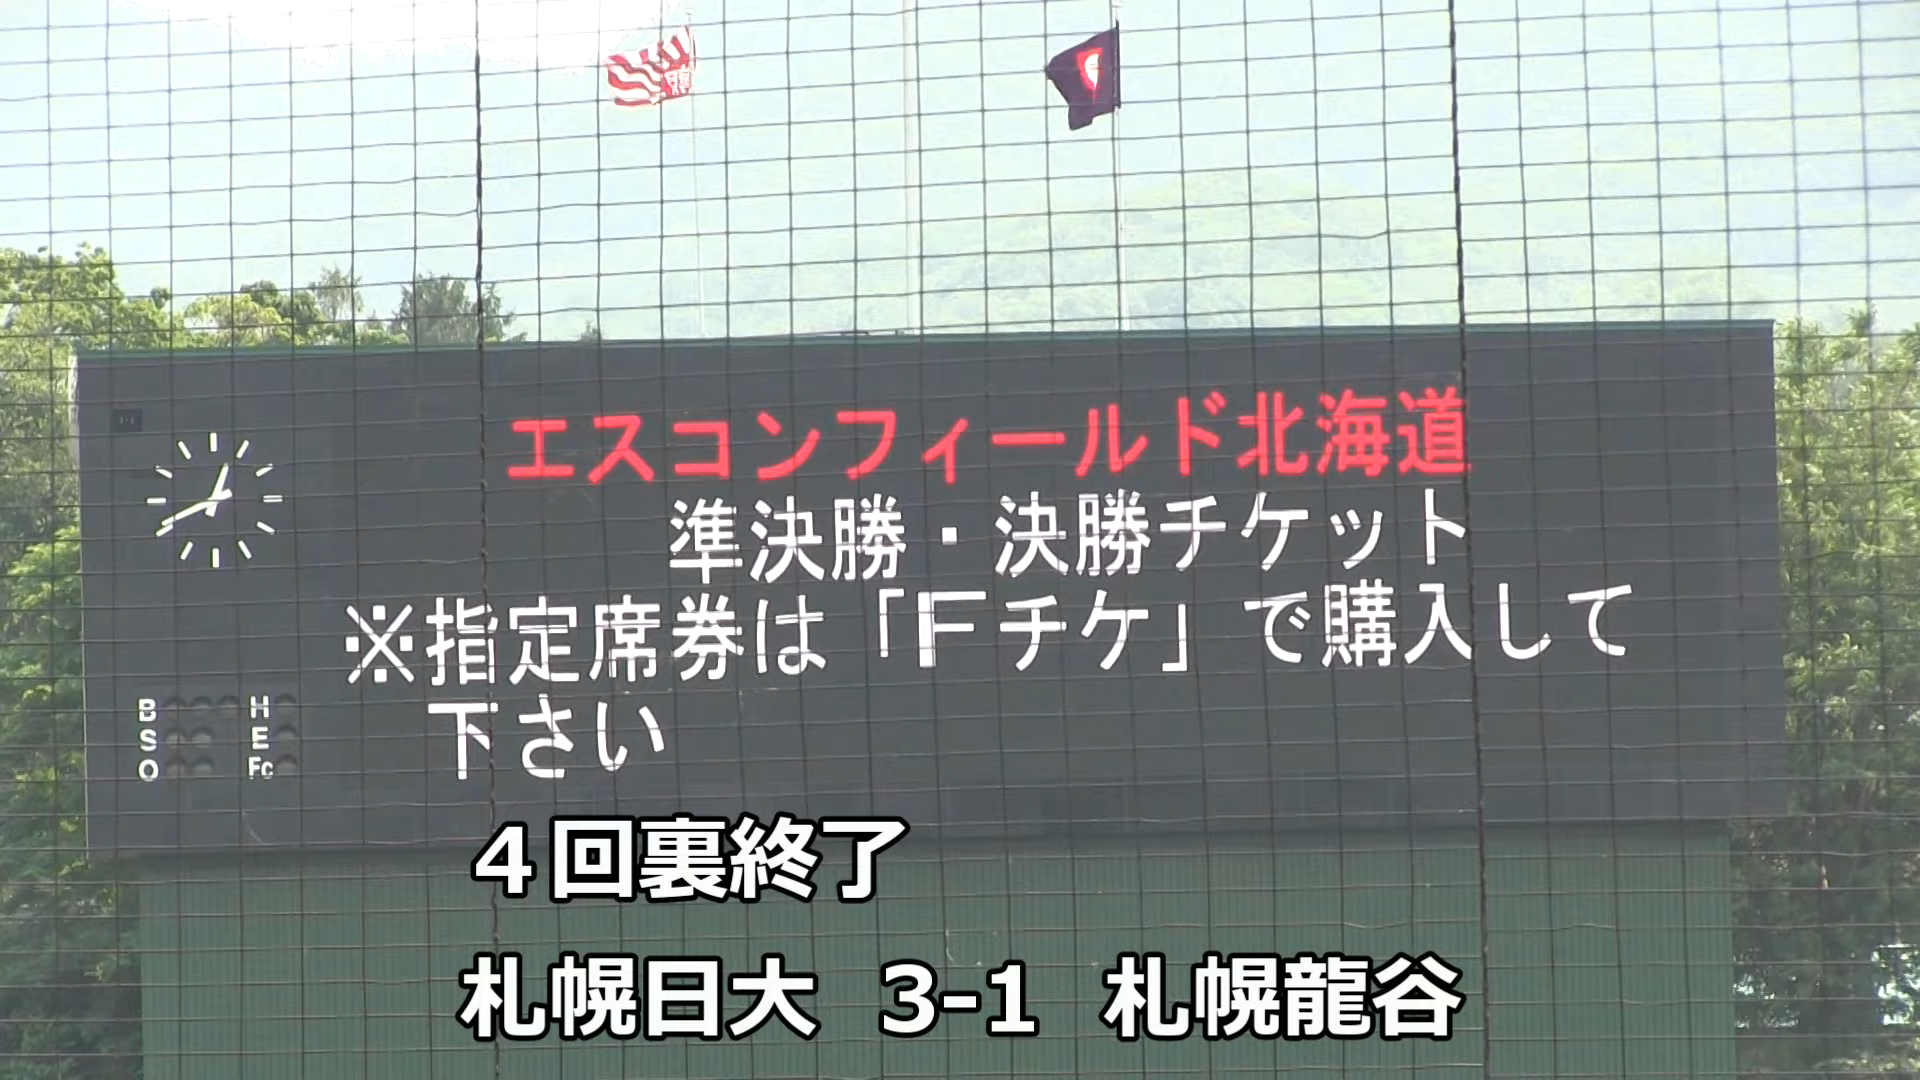 エスコンフィールド北海道
準決勝・決勝チケット
※指定席券は「Fチケ」で購入して
下さい
B H
S E
O Fc
4回裏終了
札幌日大 3-1 札幌龍谷